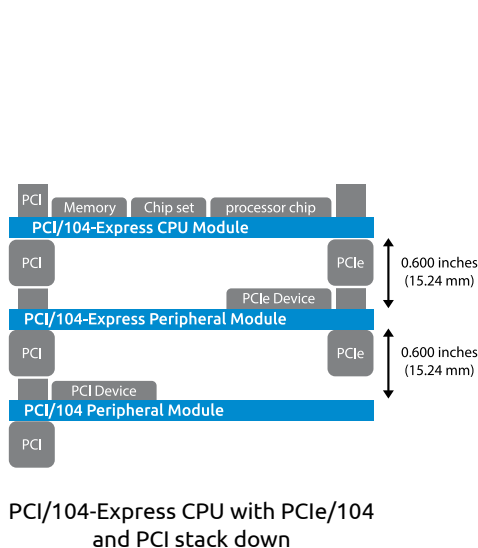 PCI
Memory
Chip set
processor chip
PCI/104-Express CPU Module
PCI
PCIe
0.600 inches
(15.24 mm)
PCIe Device
PCI/104-Express Peripheral Module
PCI
PCIe
0.600 inches
(15.24 mm)
PCI Device
PCI/104 Peripheral Module
PCI
PCI/104-Express CPU with PCIe/104
and PCI stack down